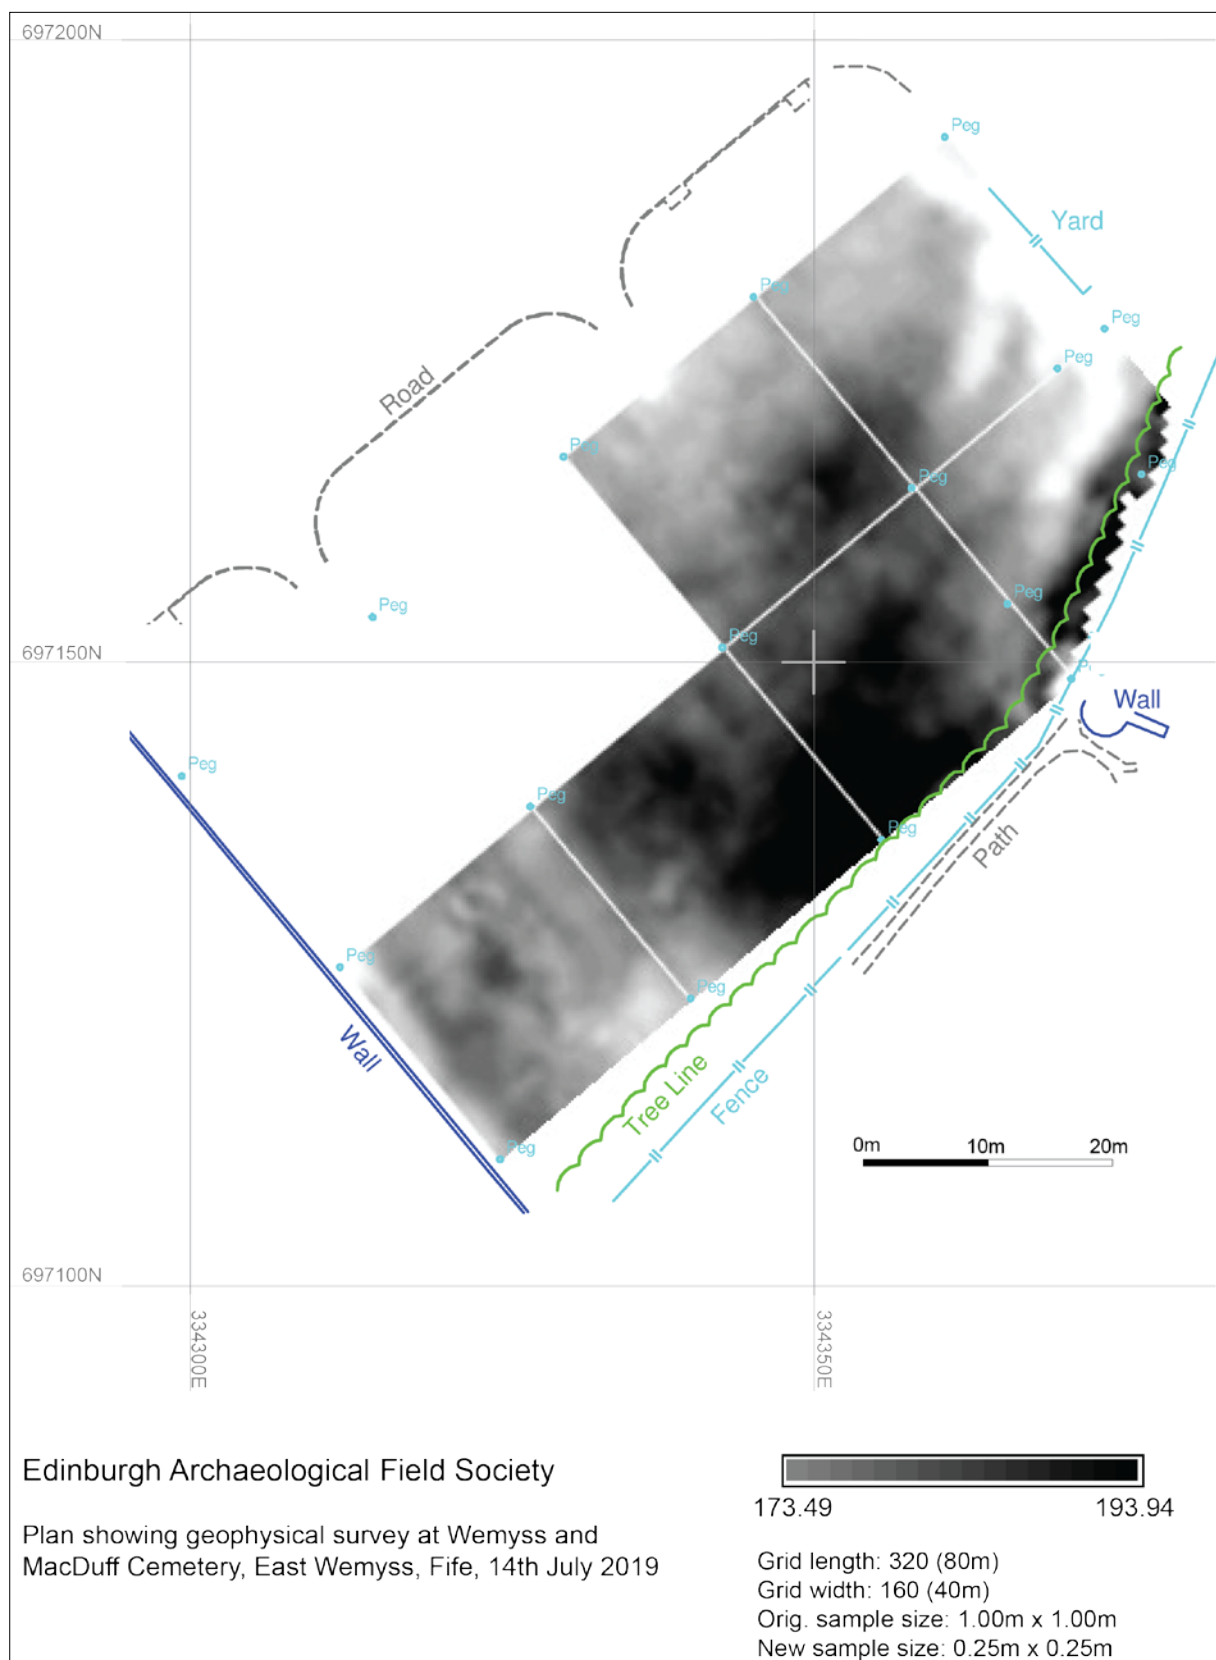 697200N
Peg
Yard
Peg
Peg
Peg
Road
Peg
Peg
Peg
Peg
Peg
Peg
697150N
Wall
Peg
Peg
Peg
Path
Peg
Peg
Wall
Tree Line
Fence
Peg
0m 10m 20m
697100N
334300E
334350E
Edinburgh Archaeological Field Society
173.49 193.94
Plan showing geophysical survey at Wemyss and
MacDuff Cemetery, East Wemyss, Fife, 14th July 2019
Grid length: 320 (80m)
Grid width: 160 (40m)
Orig. sample size: 1.00m x 1.00m
New sample size: 0.25m x 0.25m